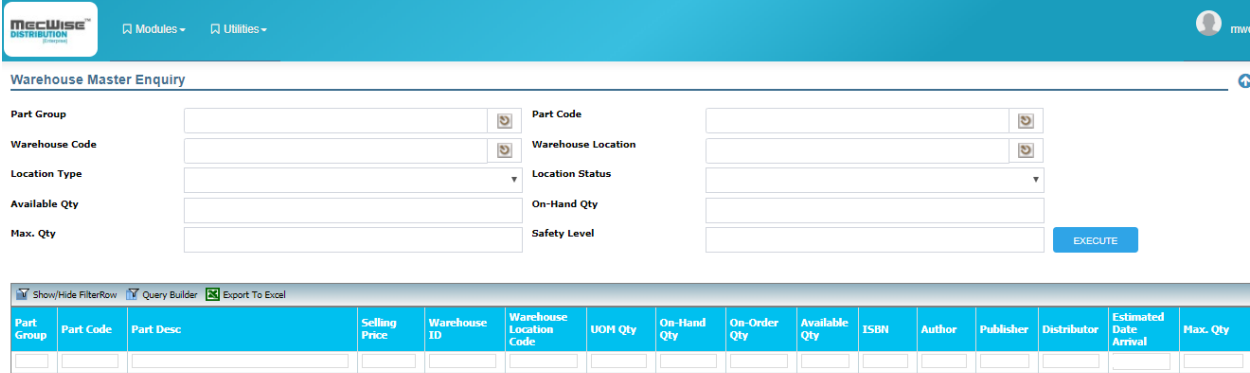 MECWISE™
DISTRIBUTION
[Enterprise]
Modules
Utilities
Warehouse Master Enquiry
Part Group
Part Code
Warehouse Code
Warehouse Location
Location Type
Location Status
Available Qty
On-Hand Qty
Max. Qty
Safety Level
EXECUTE
Show/Hide FilterRow
Query Builder
Export To Excel
Part
Group
Part Code
Part Desc
Selling
Price
Warehouse
ID
Warehouse
Location
Code
UOM Qty
On-Hand
Qty
On-Order
Qty
Available
Qty
ISBN
Author
Publisher
Distributor
Estimated
Date
Arrival
Max. Qty